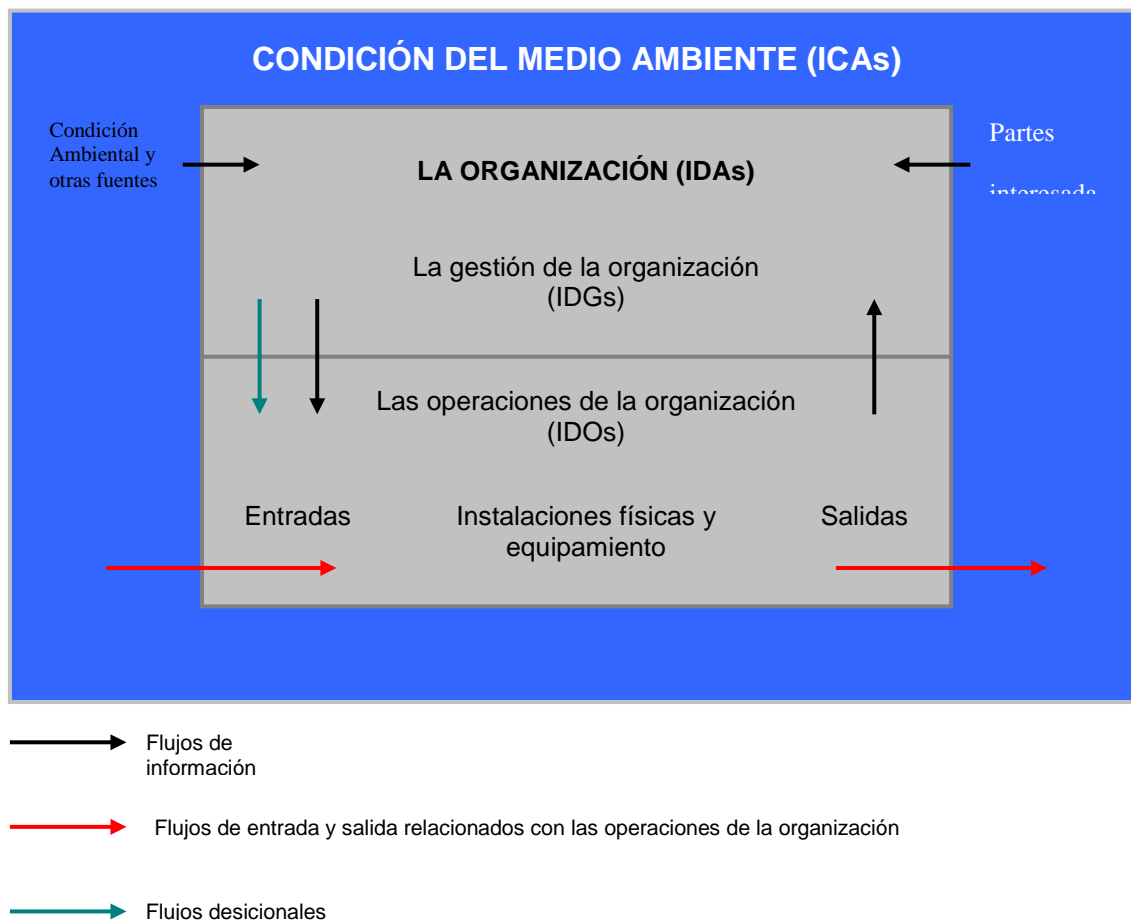 CONDICIÓN DEL MEDIO AMBIENTE (ICAs)
Condición
Ambiental y
otras fuentes
Partes
interesada
LA ORGANIZACIÓN (IDAs)
La gestión de la organización
(IDGs)
Las operaciones de la organización
(IDOs)
Entradas
Instalaciones físicas y
equipamiento
Salidas
Flujos de
información
Flujos de entrada y salida relacionados con las operaciones de la organización
Flujos desicionales